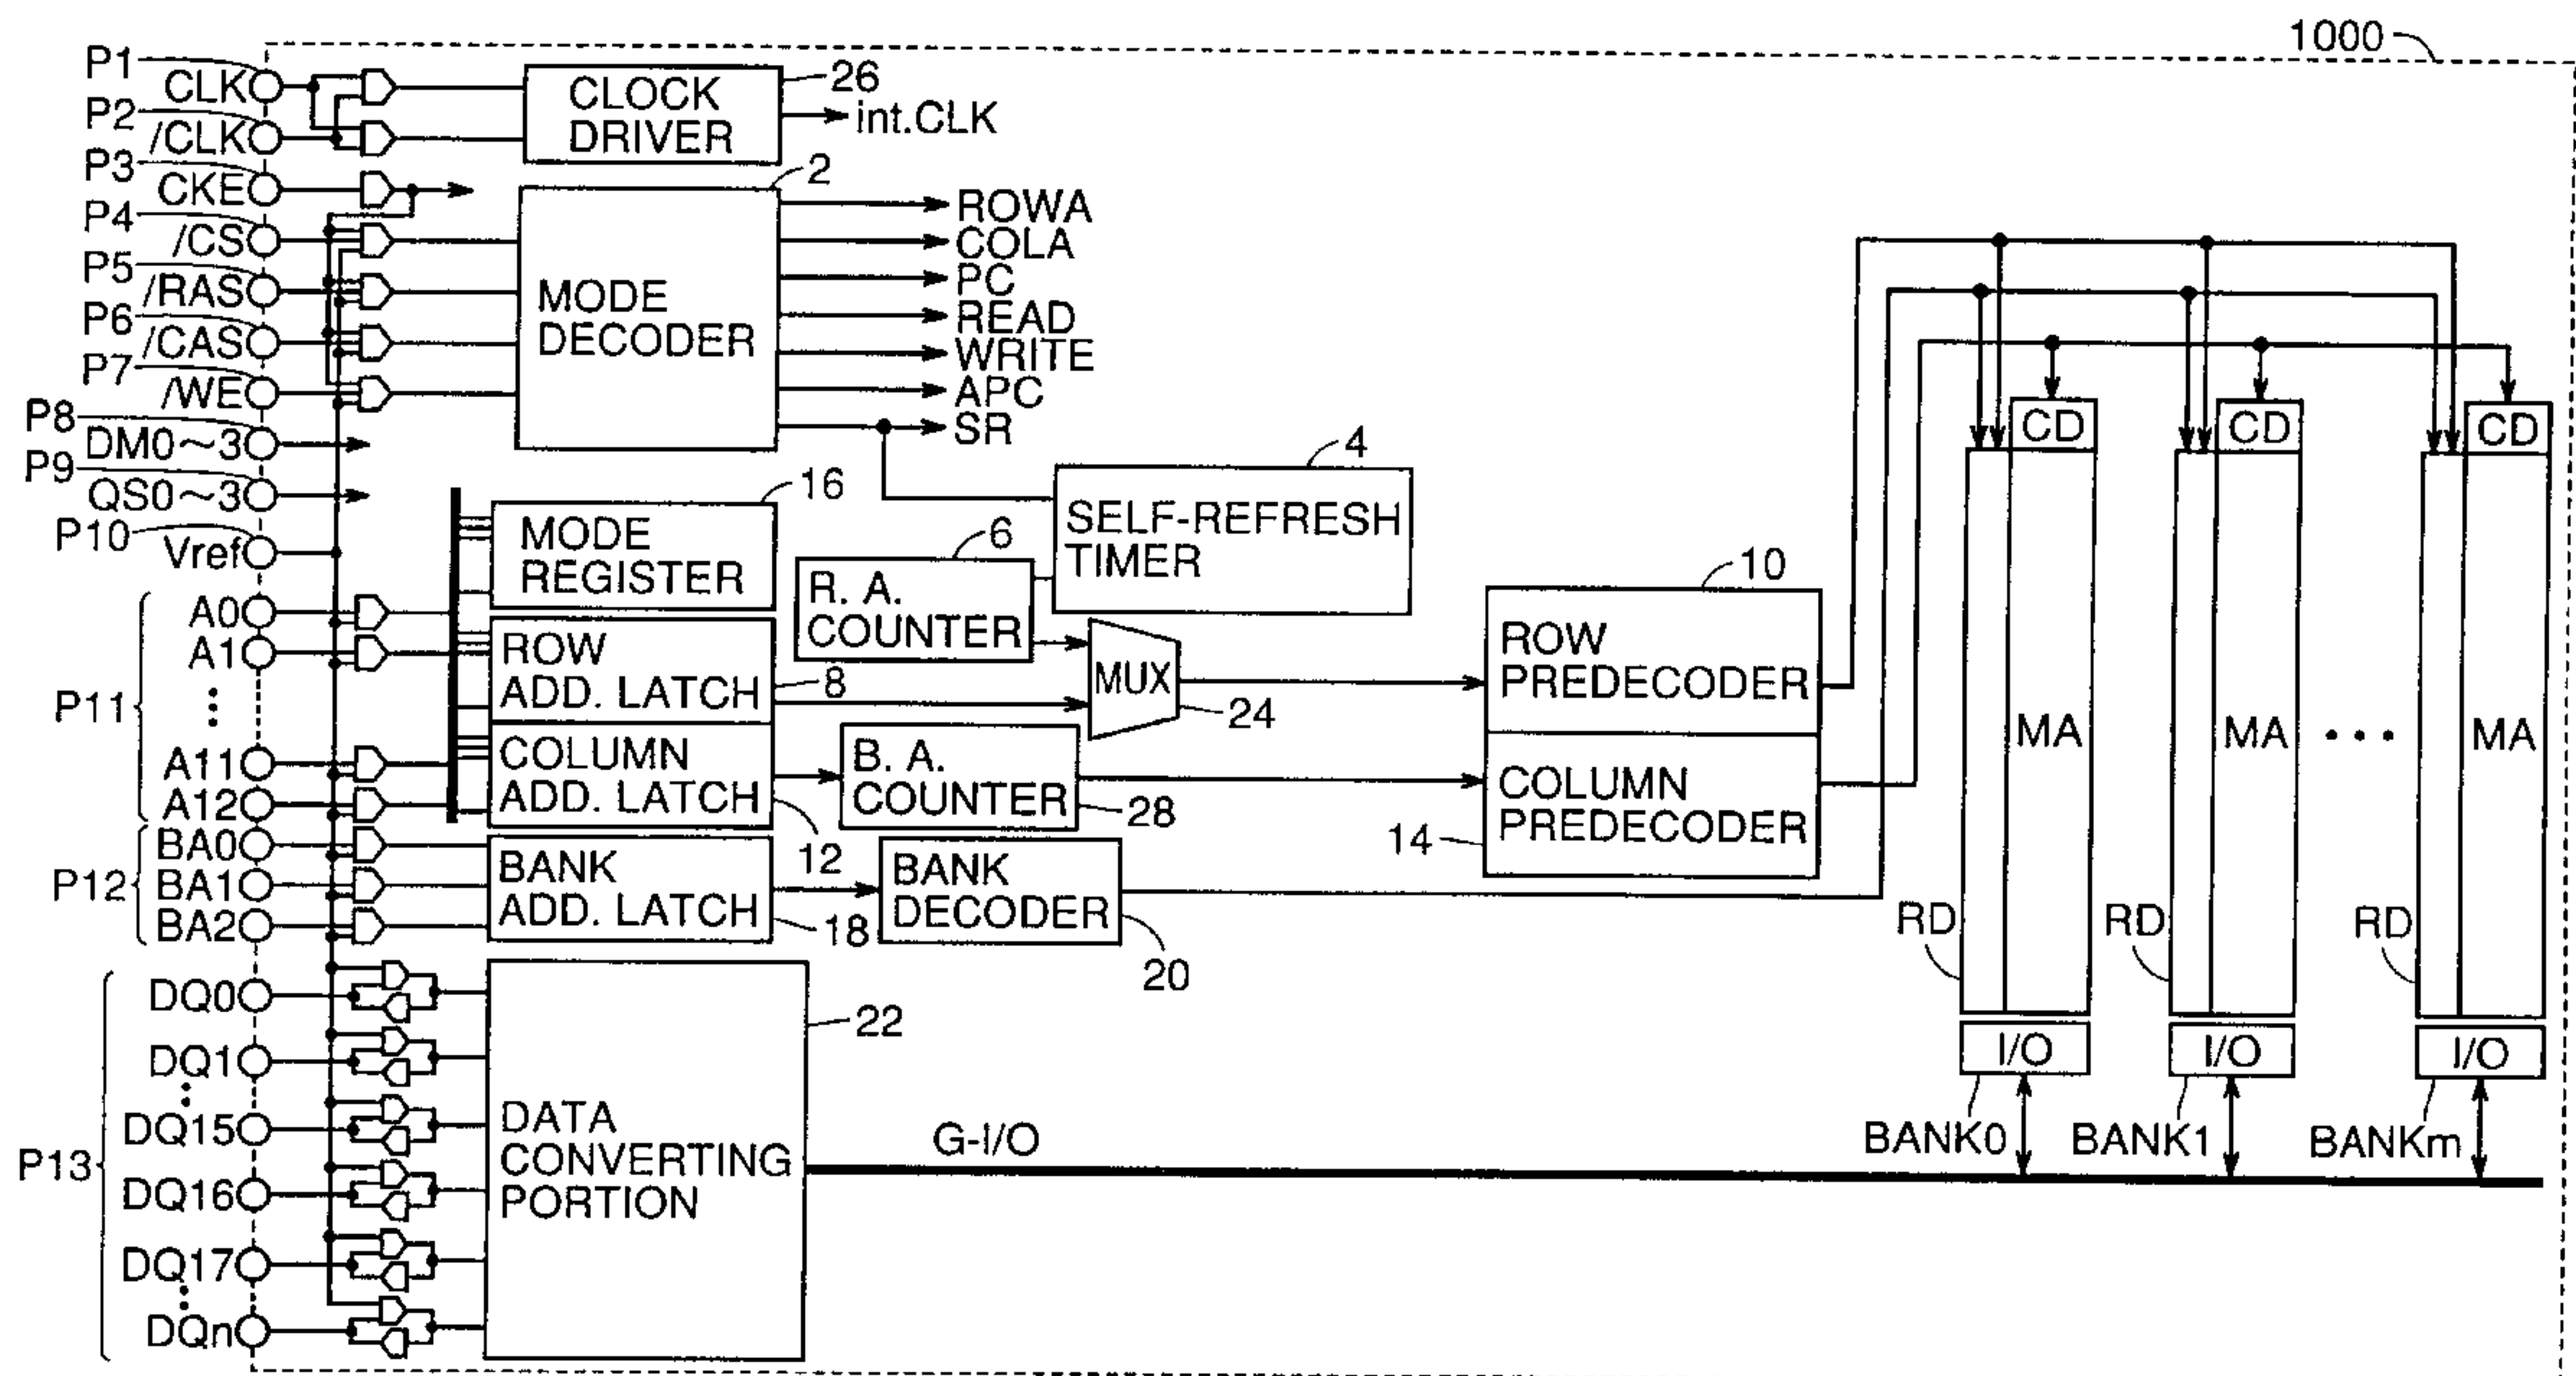 1000
P1
CLK
P2
/CLK
P3
CKE
P4
/CS
P5
/RAS
P6
/CAS
P7
/WE
P8
DM0~3
P9
QS0~3
P10
Vref
P11
A0
A1
A11
A12
P12
BA0
BA1
BA2
P13
DQ0
DQ1
DQ15
DQ16
DQ17
DQn
CLOCK
DRIVER
26
int.CLK
2
MODE
DECODER
ROWA
COLA
PC
READ
WRITE
APC
SR
16
MODE
REGISTER
4
SELF-REFRESH
TIMER
6
R. A.
COUNTER
ROW
ADD. LATCH
8
MUX
24
COLUMN
ADD. LATCH
12
B. A.
COUNTER
28
BANK
ADD. LATCH
18
BANK
DECODER
20
10
ROW
PREDECODER
COLUMN
PREDECODER
14
22
DATA
CONVERTING
PORTION
G-I/O
CD
CD
CD
MA
MA
• • •
MA
RD
RD
RD
I/O
I/O
I/O
BANK0
BANK1
BANKm